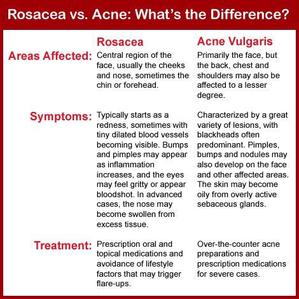 Rosacea vs. Acne: What's the Difference?
Rosacea
Acne Vulgaris
Areas Affected:
Central region of the
face, usually the cheeks
and nose, sometimes the
chin or forehead.
Primarily the face, but
the back, chest and
shoulders may also be
affected to a lesser
degree.
Symptoms:
Typically starts as a
redness, sometimes with
tiny dilated blood vessels
becoming visible. Bumps
and pimples may appear
as inflammation
increases, and the eyes
may feel gritty or appear
bloodshot. In advanced
cases, the nose may
become swollen from
excess tissue.
Characterized by a great
variety of lesions, with
blackheads often
predominant. Pimples,
bumps and nodules may
also develop on the face
and other affected areas.
The skin may become
oily from overly active
sebaceous glands.
Treatment:
Prescription oral and
topical medications and
avoidance of lifestyle
factors that may trigger
flare-ups.
Over-the-counter acne
preparations and
prescription medications
for severe cases.